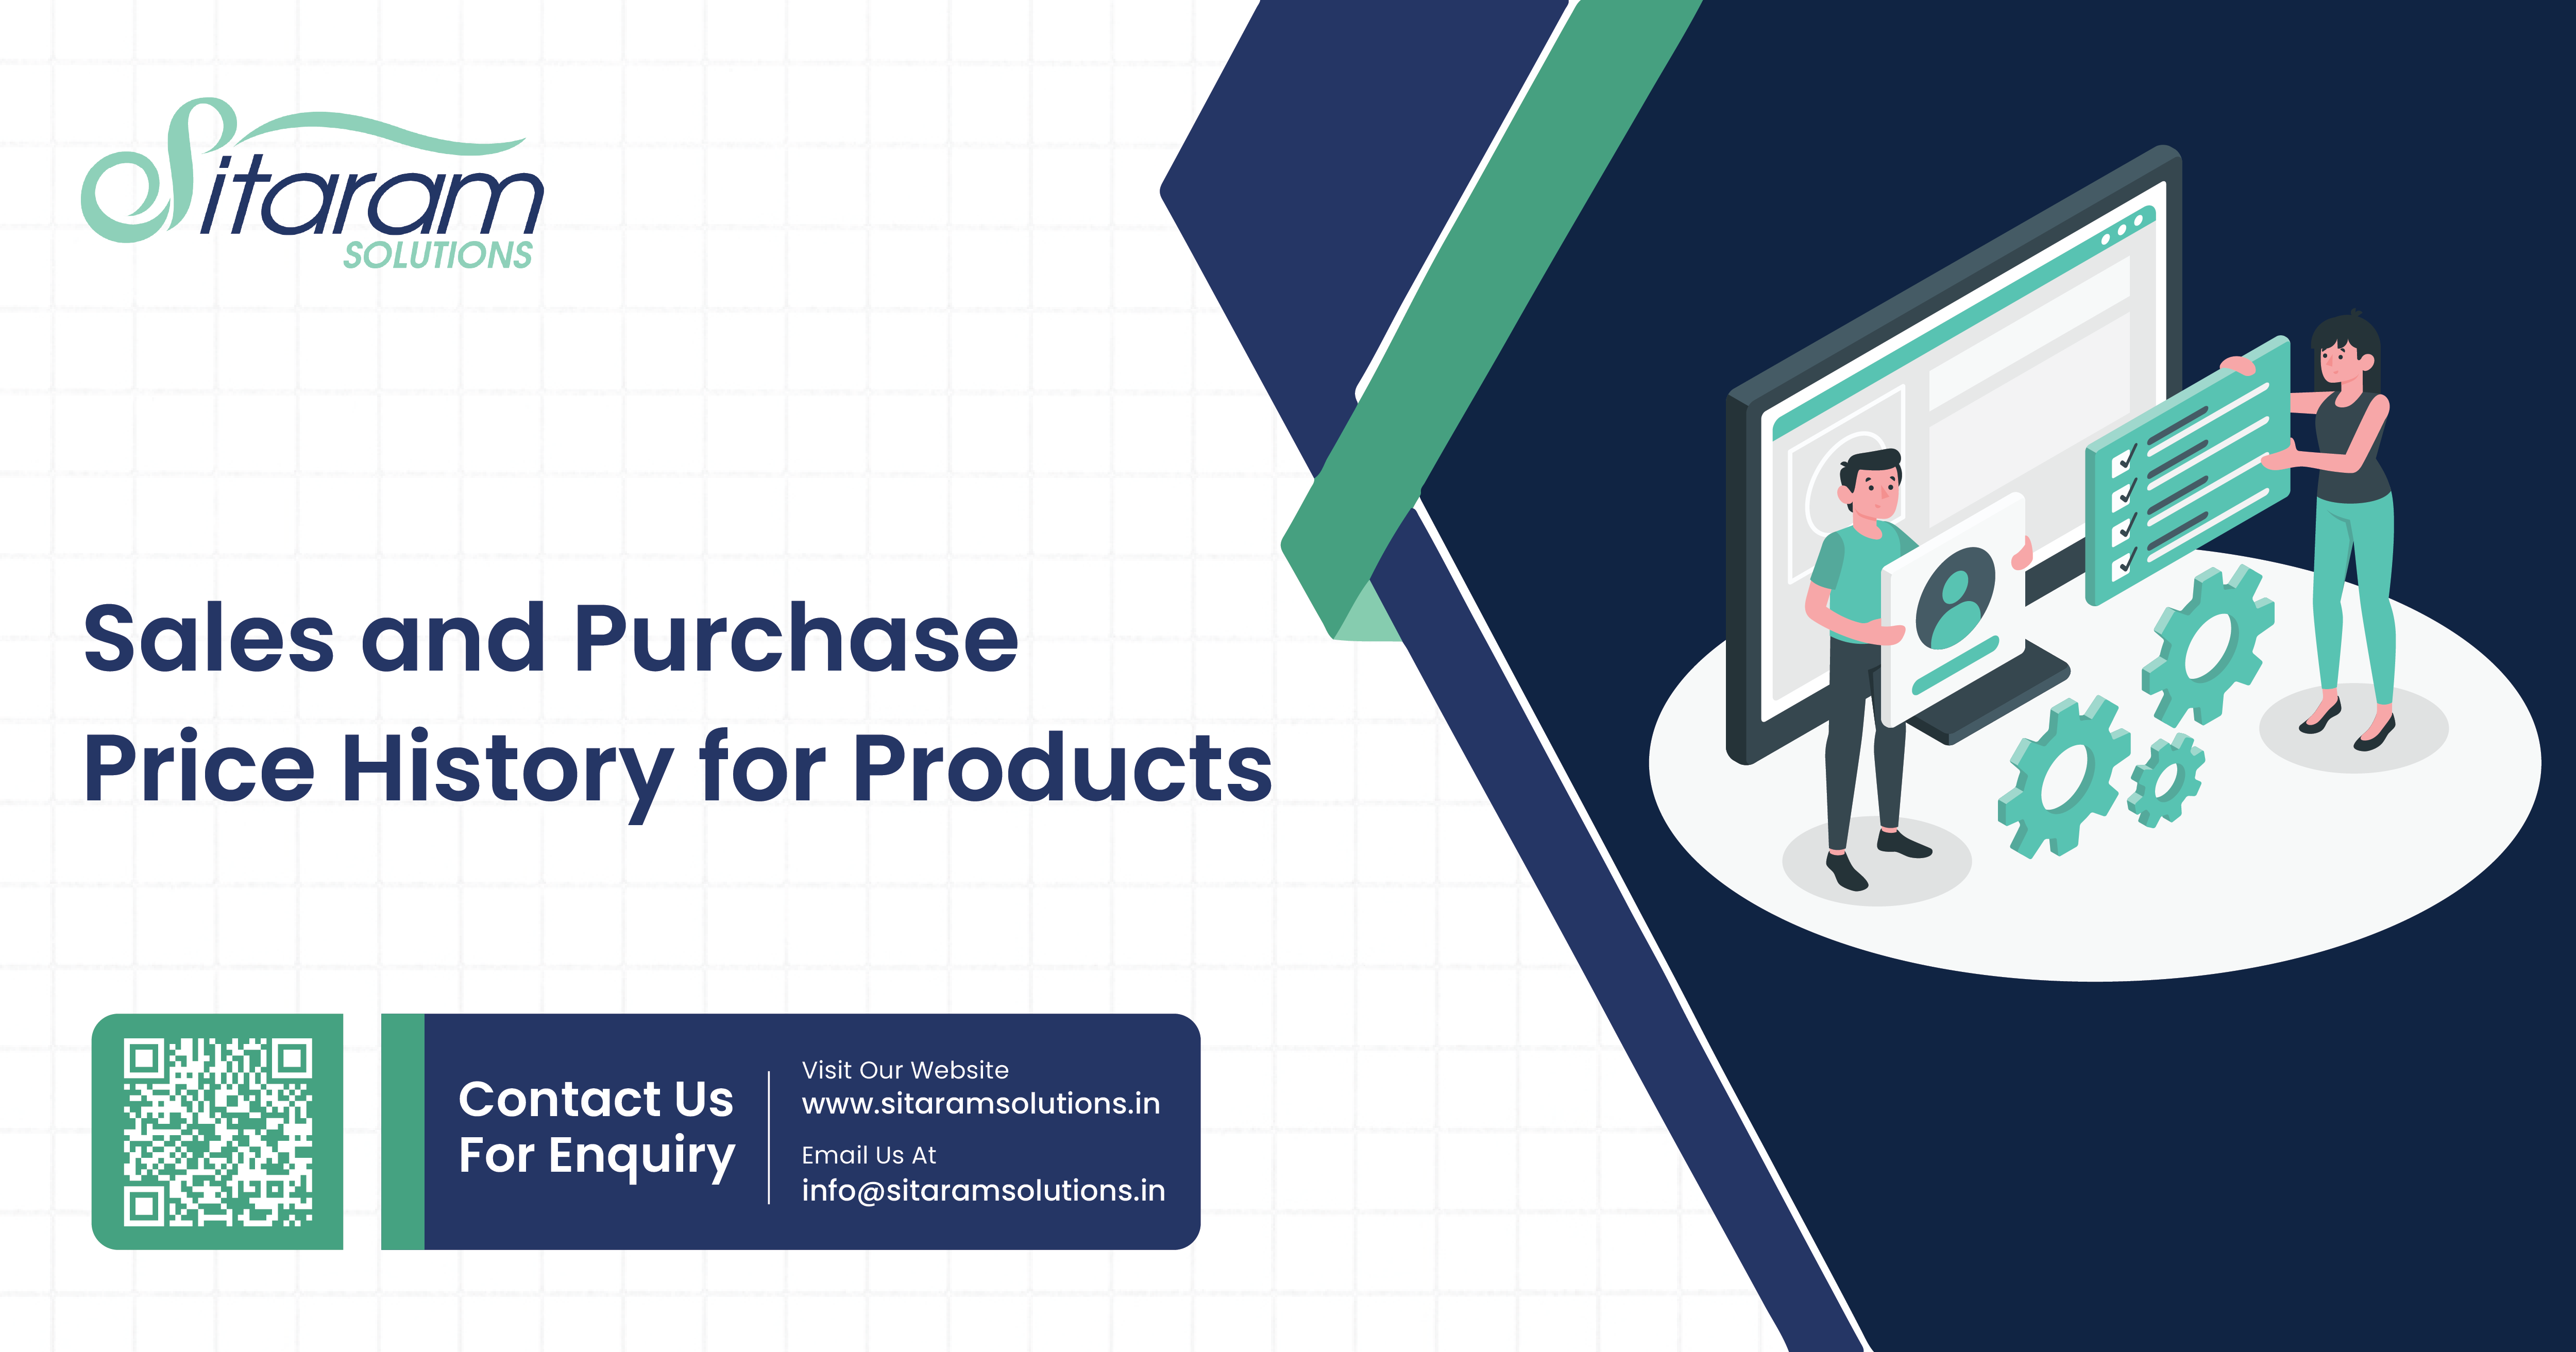 Sitaram
SOLUTIONS
Sales and Purchase
Price History for Products
Contact Us
For Enquiry
Visit Our Website
www.sitaramsolutions.in
Email Us At
info@sitaramsolutions.in